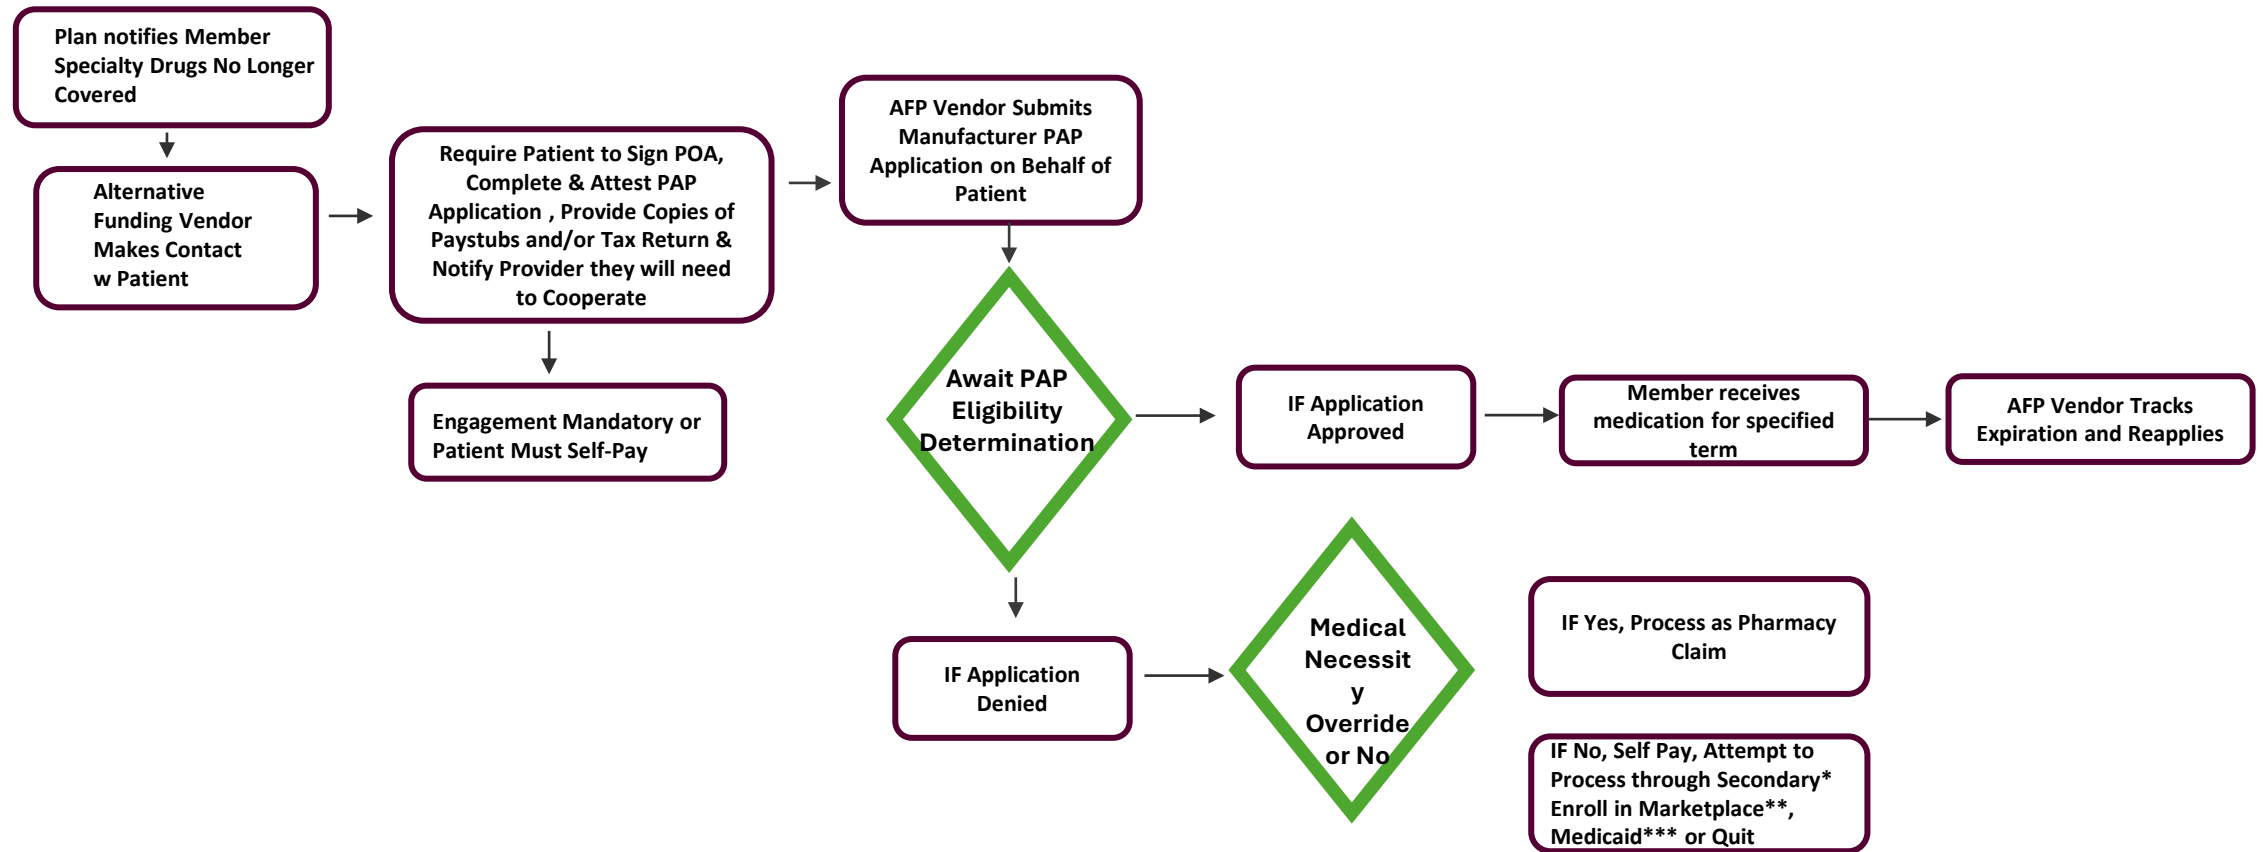 Plan notifies Member
Specialty Drugs No Longer
Covered
Alternative
Funding Vendor
Makes Contact
w Patient
Require Patient to Sign POA,
Complete & Attest PAP
Application , Provide Copies of
Paystubs and/or Tax Return &
Notify Provider they will need
to Cooperate
Engagement Mandatory or
Patient Must Self-Pay
AFP Vendor Submits
Manufacturer PAP
Application on Behalf of
Patient
Await PAP
Eligibility
Determination
IF Application
Approved
Member receives
medication for specified
term
AFP Vendor Tracks
Expiration and Reapplies
IF Application
Denied
Medical
Necessit
y
Override
or No
IF Yes, Process as Pharmacy
Claim
IF No, Self Pay, Attempt to
Process through Secondary*
Enroll in Marketplace**,
Medicaid*** or Quit